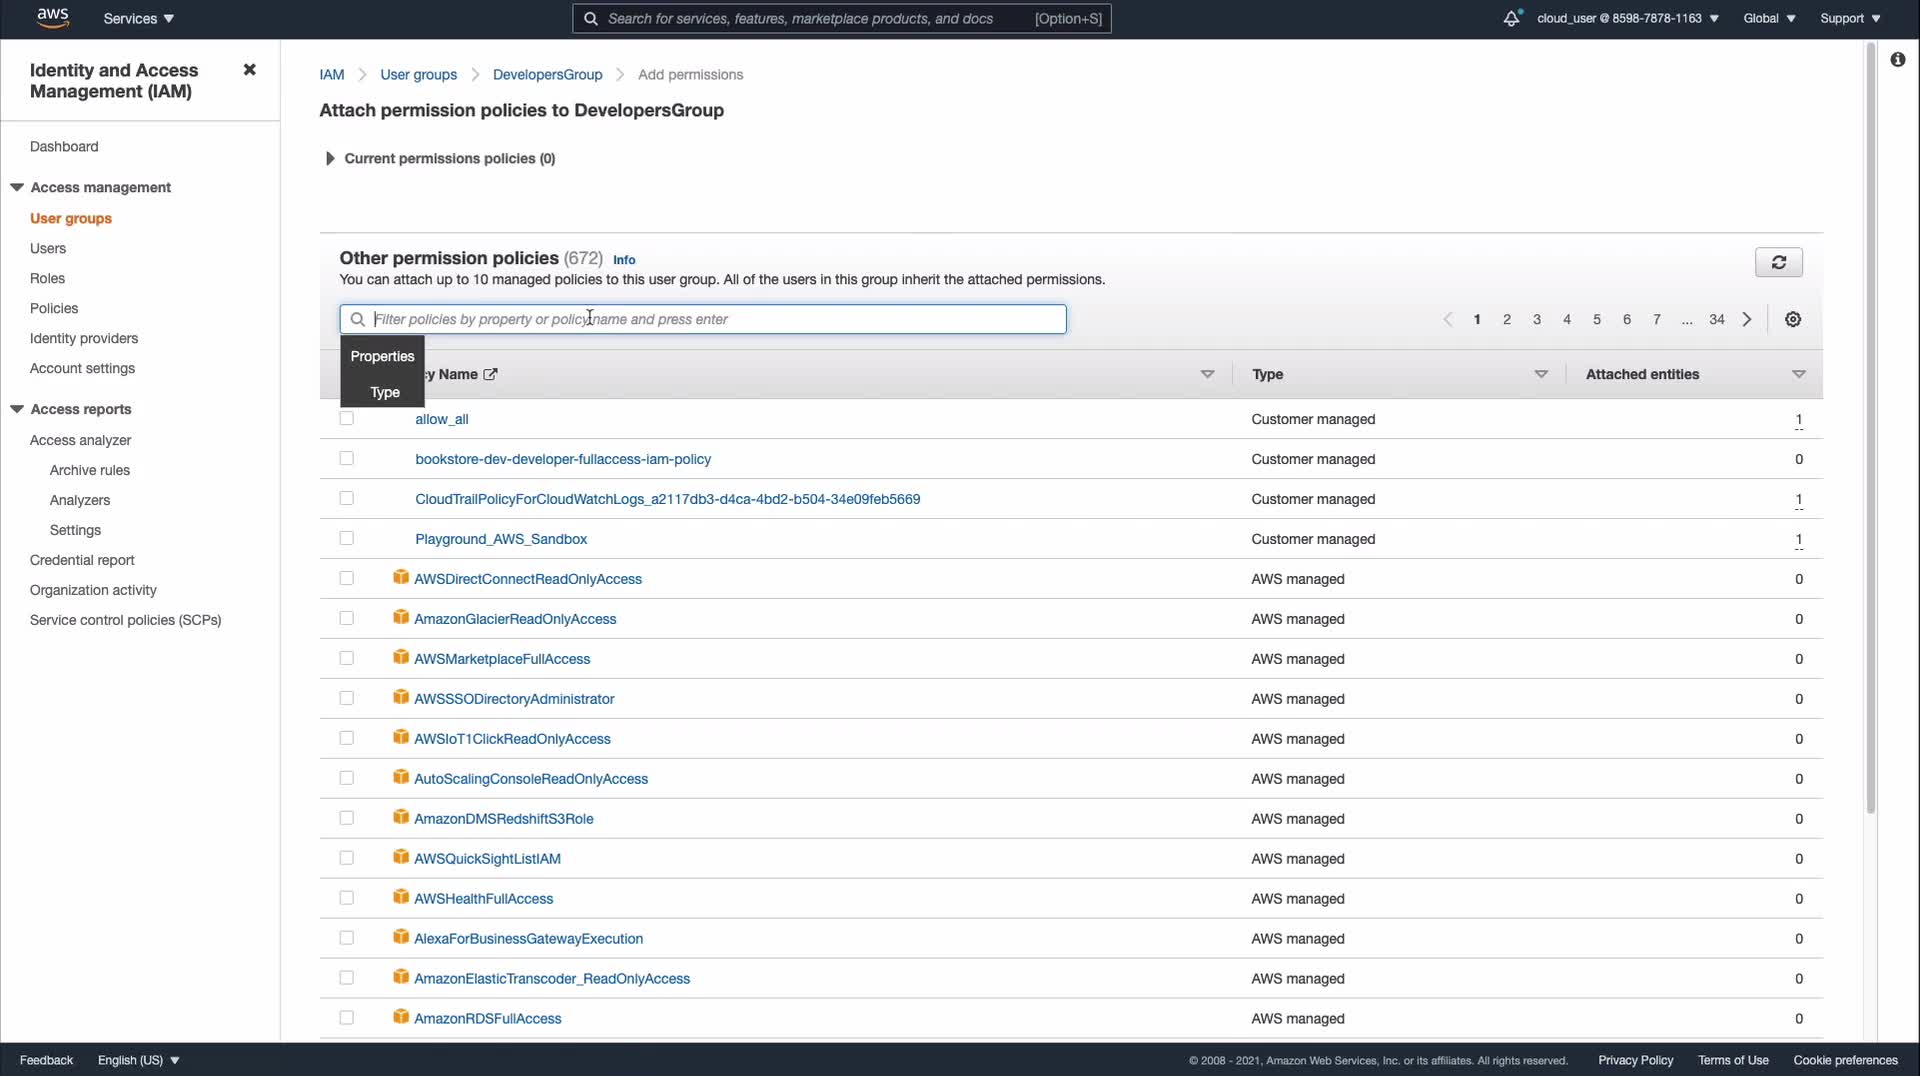 aws
Services
Search for services, features, marketplace products, and docs
[Option+S]
cloud_user @ 8598-7878-1163
Global
Support
Identity and Access
Management (IAM)
Dashboard
Access management
User groups
Users
Roles
Policies
Identity providers
Account settings
Access reports
Access analyzer
Archive rules
Analyzers
Settings
Credential report
Organization activity
Service control policies (SCPs)
IAM
User groups
DevelopersGroup
Add permissions
Attach permission policies to DevelopersGroup
Current permissions policies (0)
Other permission policies (672) Info
You can attach up to 10 managed policies to this user group. All of the users in this group inherit the attached permissions.
Filter policies by property or policy name and press enter
1 2 3 4 5 6 7 ... 34
Properties
Type
cy Name
Type
Attached entities
allow_all Customer managed 1
bookstore-dev-developer-fullaccess-iam-policy Customer managed 0
CloudTrailPolicyForCloudWatchLogs_a2117db3-d4ca-4bd2-b504-34e09feb5669 Customer managed 1
Playground_AWS_Sandbox Customer managed 1
AWSDirectConnectReadOnlyAccess AWS managed 0
AmazonGlacierReadOnlyAccess AWS managed 0
AWSMarketplaceFullAccess AWS managed 0
AWSSSODirectoryAdministrator AWS managed 0
AWSIoT1ClickReadOnlyAccess AWS managed 0
AutoScalingConsoleReadOnlyAccess AWS managed 0
AmazonDMSRedshiftS3Role AWS managed 0
AWSQuickSightListIAM AWS managed 0
AWSHealthFullAccess AWS managed 0
AlexaForBusinessGatewayExecution AWS managed 0
AmazonElasticTranscoder_ReadOnlyAccess AWS managed 0
AmazonRDSFullAccess AWS managed 0
Feedback
English (US)
© 2008 - 2021, Amazon Web Services, Inc. or its affiliates. All rights reserved.
Privacy Policy
Terms of Use
Cookie preferences